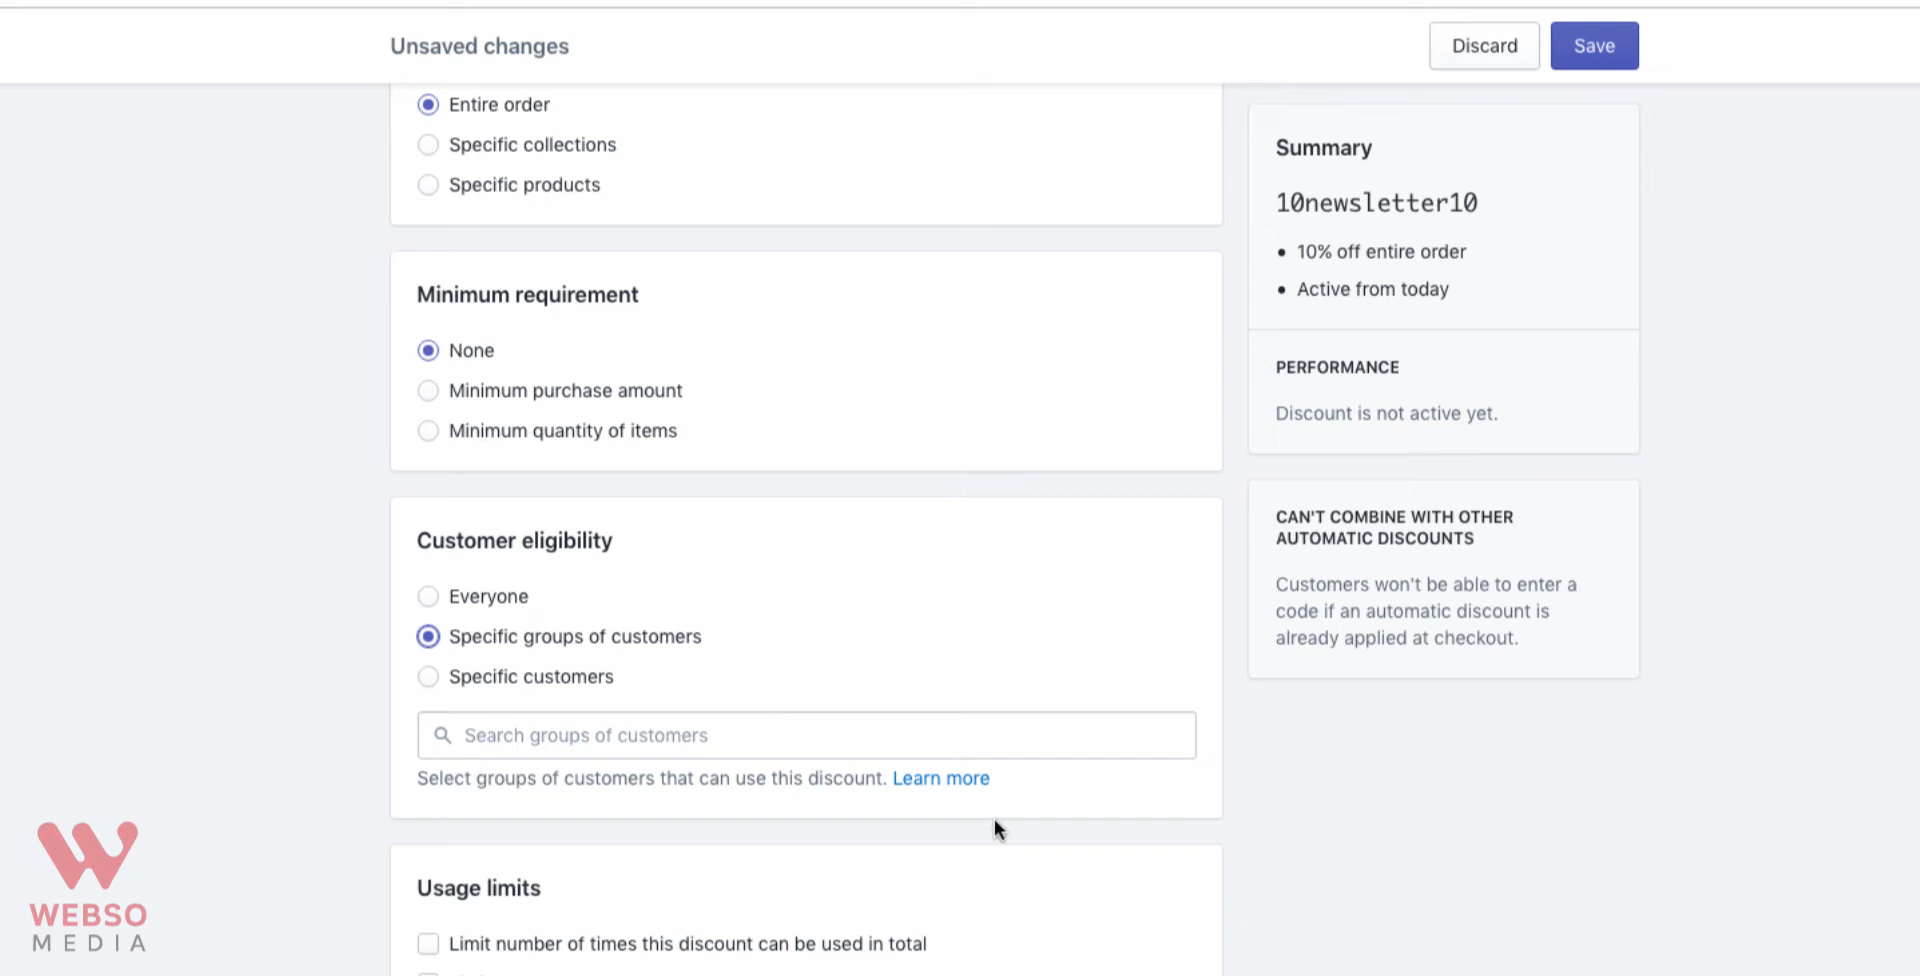 Unsaved changes
Discard
Save
Entire order
Specific collections
Specific products
Minimum requirement
None
Minimum purchase amount
Minimum quantity of items
Customer eligibility
Everyone
Specific groups of customers
Specific customers
Search groups of customers
Select groups of customers that can use this discount. Learn more
Usage limits
Limit number of times this discount can be used in total
Summary
10newsletter10
• 10% off entire order
• Active from today
PERFORMANCE
Discount is not active yet.
CAN'T COMBINE WITH OTHER
AUTOMATIC DISCOUNTS
Customers won't be able to enter a
code if an automatic discount is
already applied at checkout.
WEBSO
MEDIA